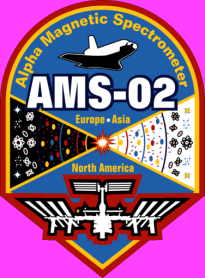 Alpha Magnetic Spectrometer
AMS-02
Europe • Asia
North America